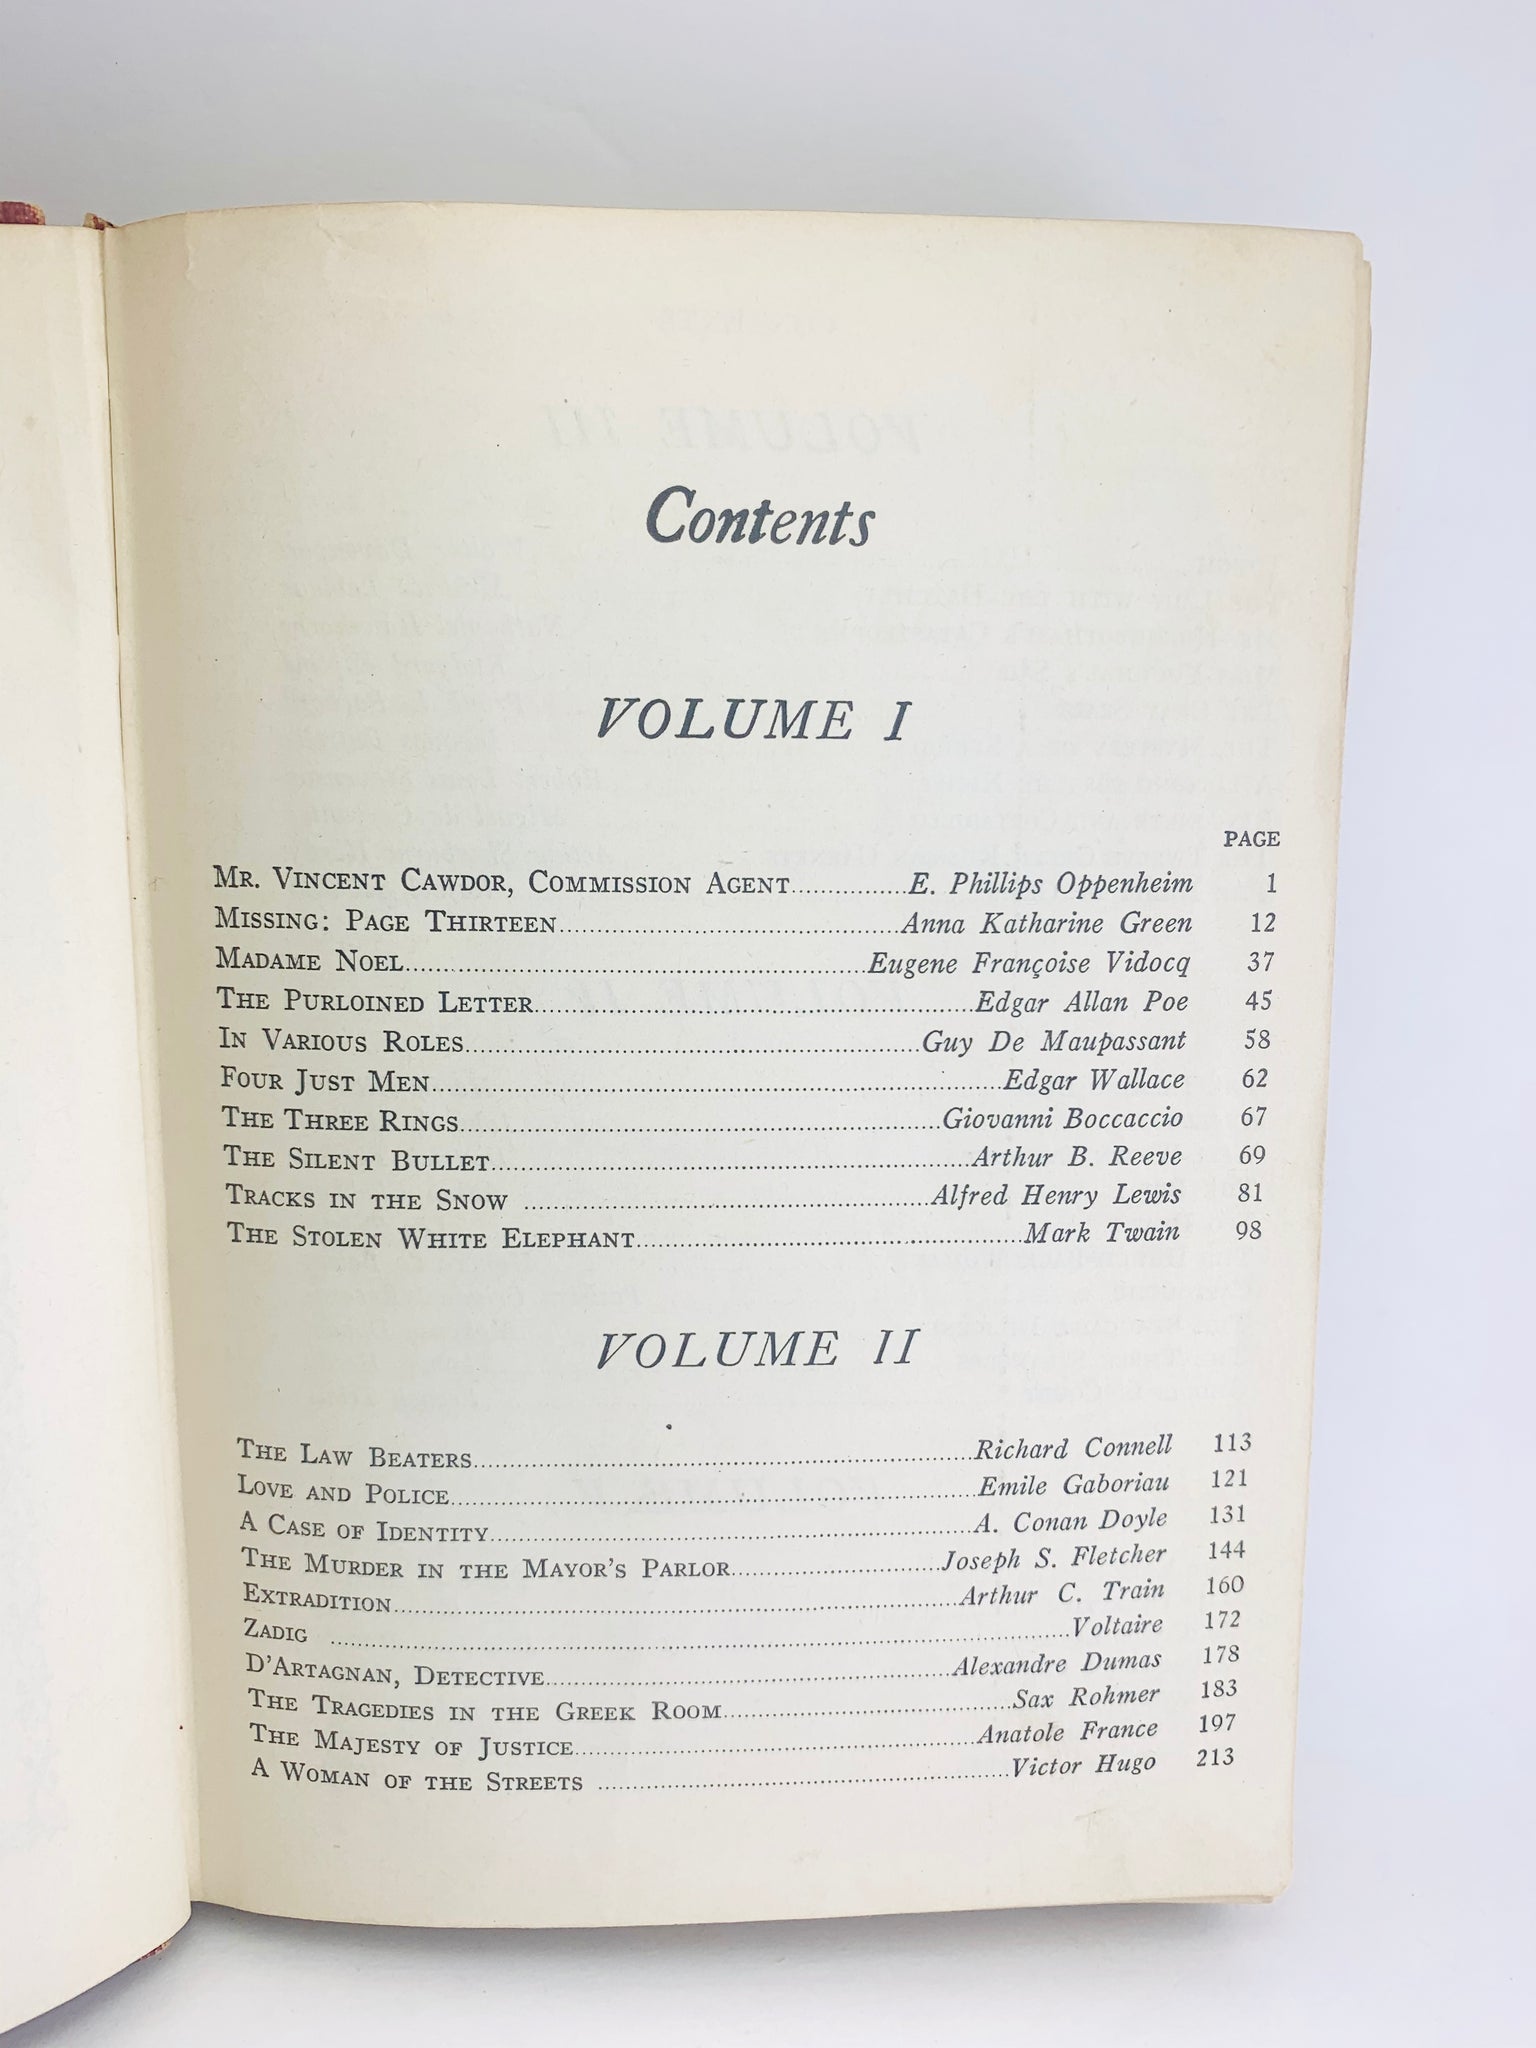 Contents
VOLUME I
PAGE
MR. VINCENT CAWDOR, COMMISSION AGENT..............E. Phillips Oppenheim 1
MISSING: PAGE THIRTEEN..............Anna Katharine Green 12
MADAME NOEL..............Eugene Françoise Vidocq 37
THE PURLOINED LETTER..............Edgar Allan Poe 45
IN VARIOUS ROLES..............Guy De Maupassant 58
FOUR JUST MEN..............Edgar Wallace 62
THE THREE RINGS..............Giovanni Boccaccio 67
THE SILENT BULLET..............Arthur B. Reeve 69
TRACKS IN THE SNOW ..............Alfred Henry Lewis 81
THE STOLEN WHITE ELEPHANT..............Mark Twain 98
VOLUME II
THE LAW BEATERS..............Richard Connell 113
LOVE AND POLICE..............Emile Gaboriau 121
A CASE OF IDENTITY..............A. Conan Doyle 131
THE MURDER IN THE MAYOR'S PARLOR..............Joseph S. Fletcher 144
EXTRADITION..............Arthur C. Train 160
ZADIG ..............Voltaire 172
D'ARTAGNAN, DETECTIVE..............Alexandre Dumas 178
THE TRAGEDIES IN THE GREEK ROOM..............Sax Rohmer 183
THE MAJESTY OF JUSTICE..............Anatole France 197
A WOMAN OF THE STREETS ..............Victor Hugo 213